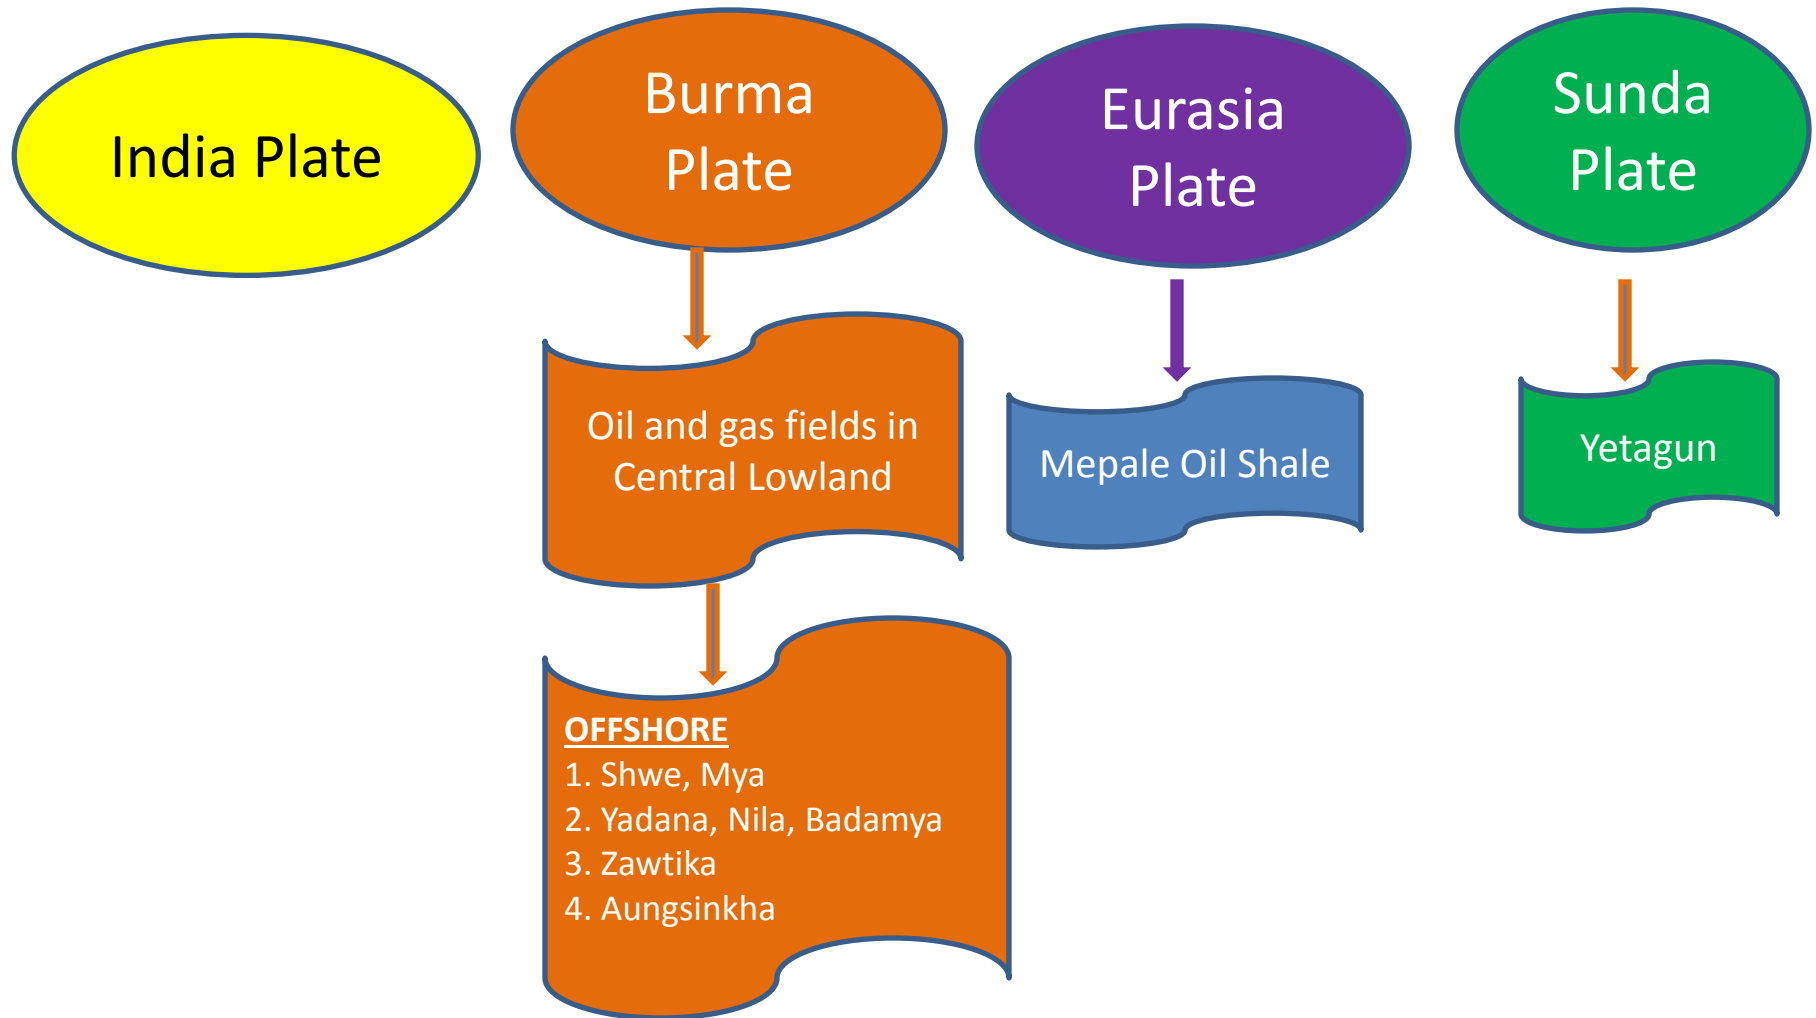 India Plate
Burma
Plate
Eurasia
Plate
Sunda
Plate
Oil and gas fields in
Central Lowland
Mepale Oil Shale
Yetagun
OFFSHORE
1. Shwe, Mya
2. Yadana, Nila, Badamya
3. Zawtika
4. Aungsinkha